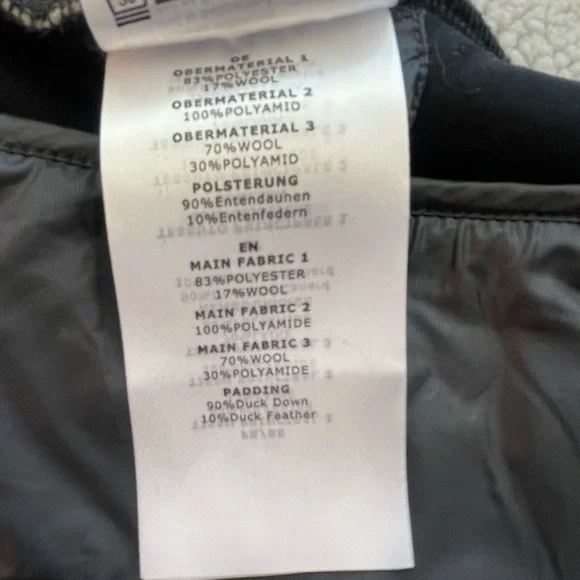 30
DE
OBERMATERIAL 1
83%POLYESTER
17%WOOL
OBERMATERIAL 2
100%POLYAMID
OBERMATERIAL 3
70%WOOL
30%POLYAMID
POLSTERUNG
90%Entendaunen
10%Entenfedern
EN
MAIN FABRIC 1
83%POLYESTER
17%WOOL
MAIN FABRIC 2
100%POLYAMIDE
MAIN FABRIC 3
70%WOOL
30%POLYAMIDE
PADDING
90%Duck Down
10%Duck Feather